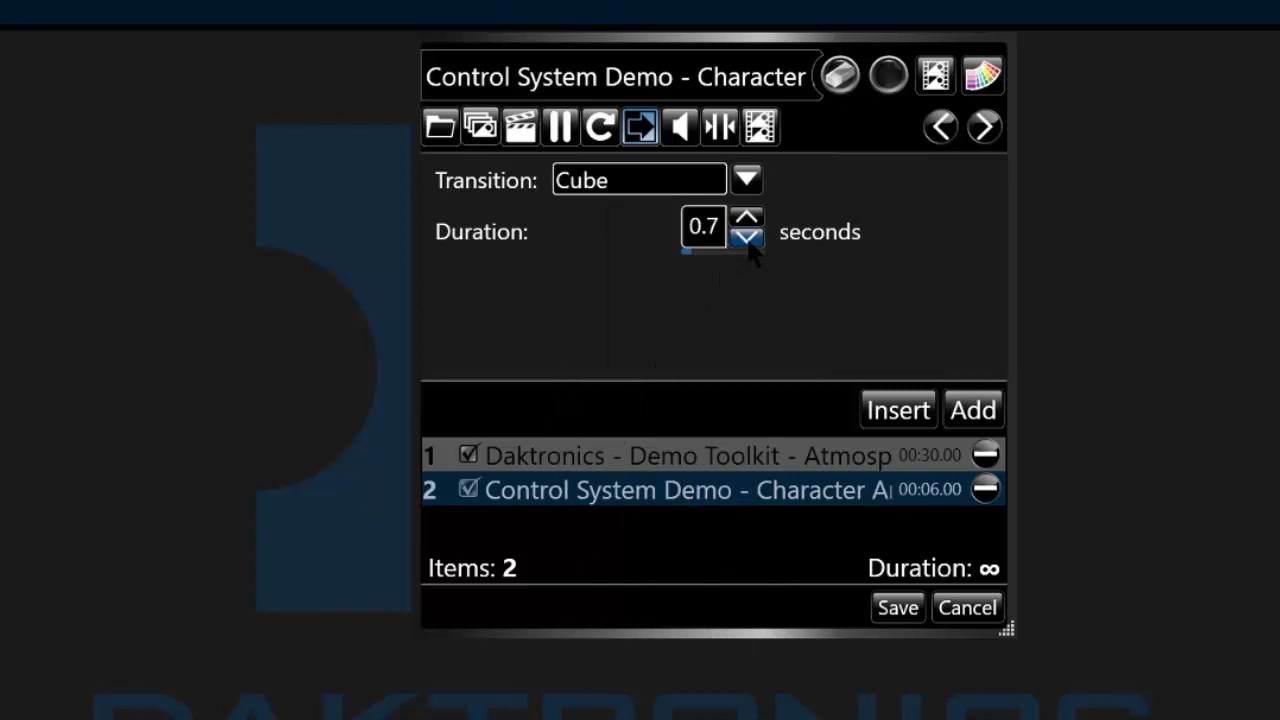 Control System Demo - Character
Transition: Cube
Duration: 0.7 seconds
Insert Add
1 Daktronics - Demo Toolkit - Atmosp 00:30.00
2 Control System Demo - Character A 00:06.00
Items: 2 Duration: ∞
Save Cancel
DAKTRONICS